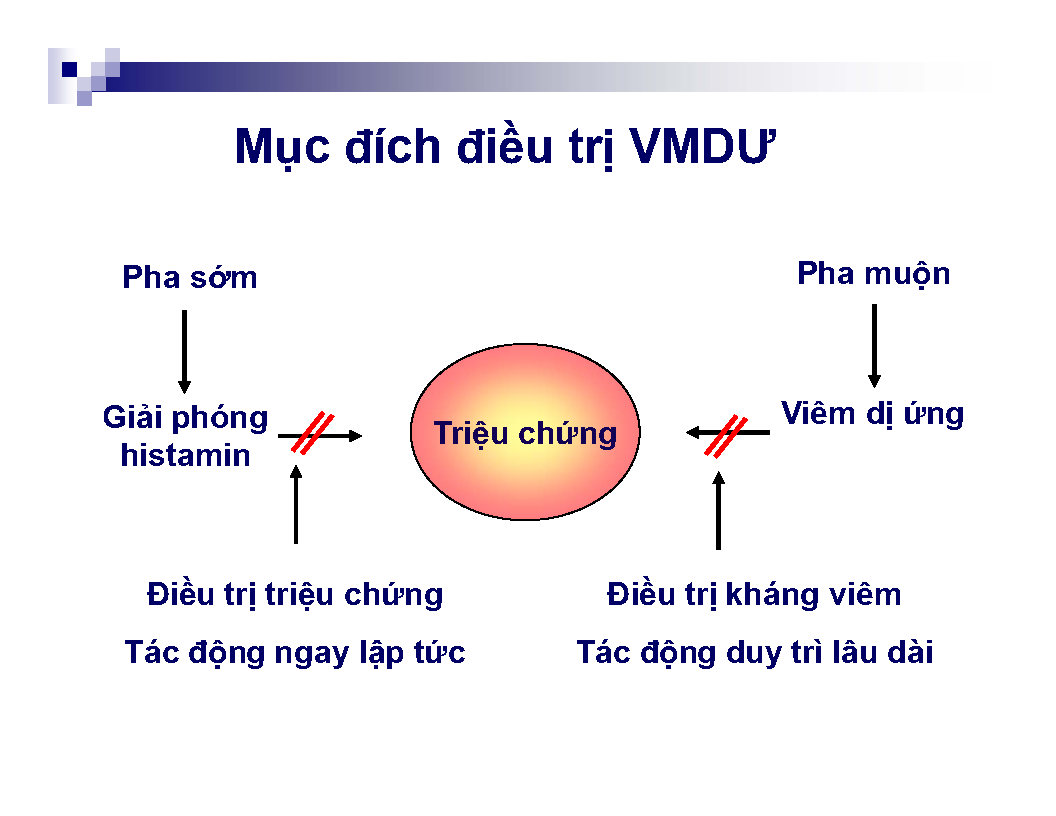 Mục đích điều trị VMDƯ
Pha sớm
Pha muộn
Giải phóng
histamin
Triệu chứng
Viêm dị ứng
Điều trị triệu chứng
Tác động ngay lập tức
Điều trị kháng viêm
Tác động duy trì lâu dài